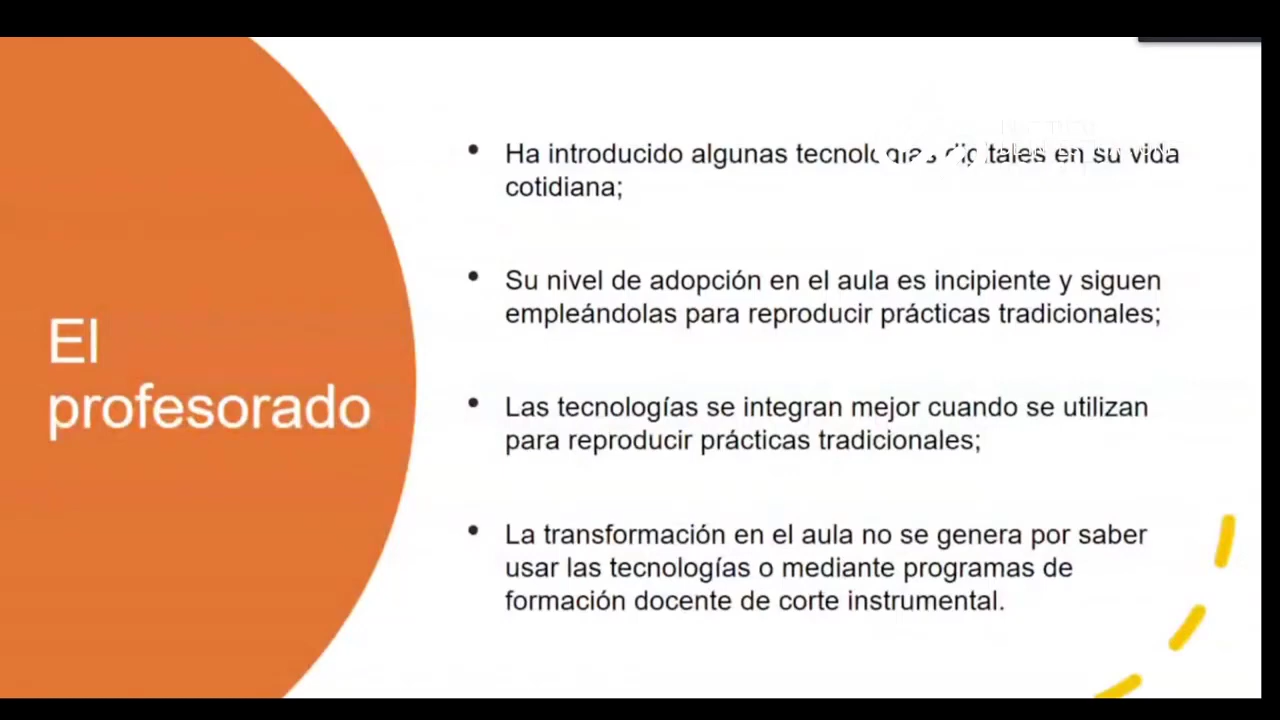 El
profesorado
• Ha introducido algunas tecnologías digitales en su vida
cotidiana;
• Su nivel de adopción en el aula es incipiente y siguen
empleándolas para reproducir prácticas tradicionales;
• Las tecnologías se integran mejor cuando se utilizan
para reproducir prácticas tradicionales;
• La transformación en el aula no se genera por saber
usar las tecnologías o mediante programas de
formación docente de corte instrumental.